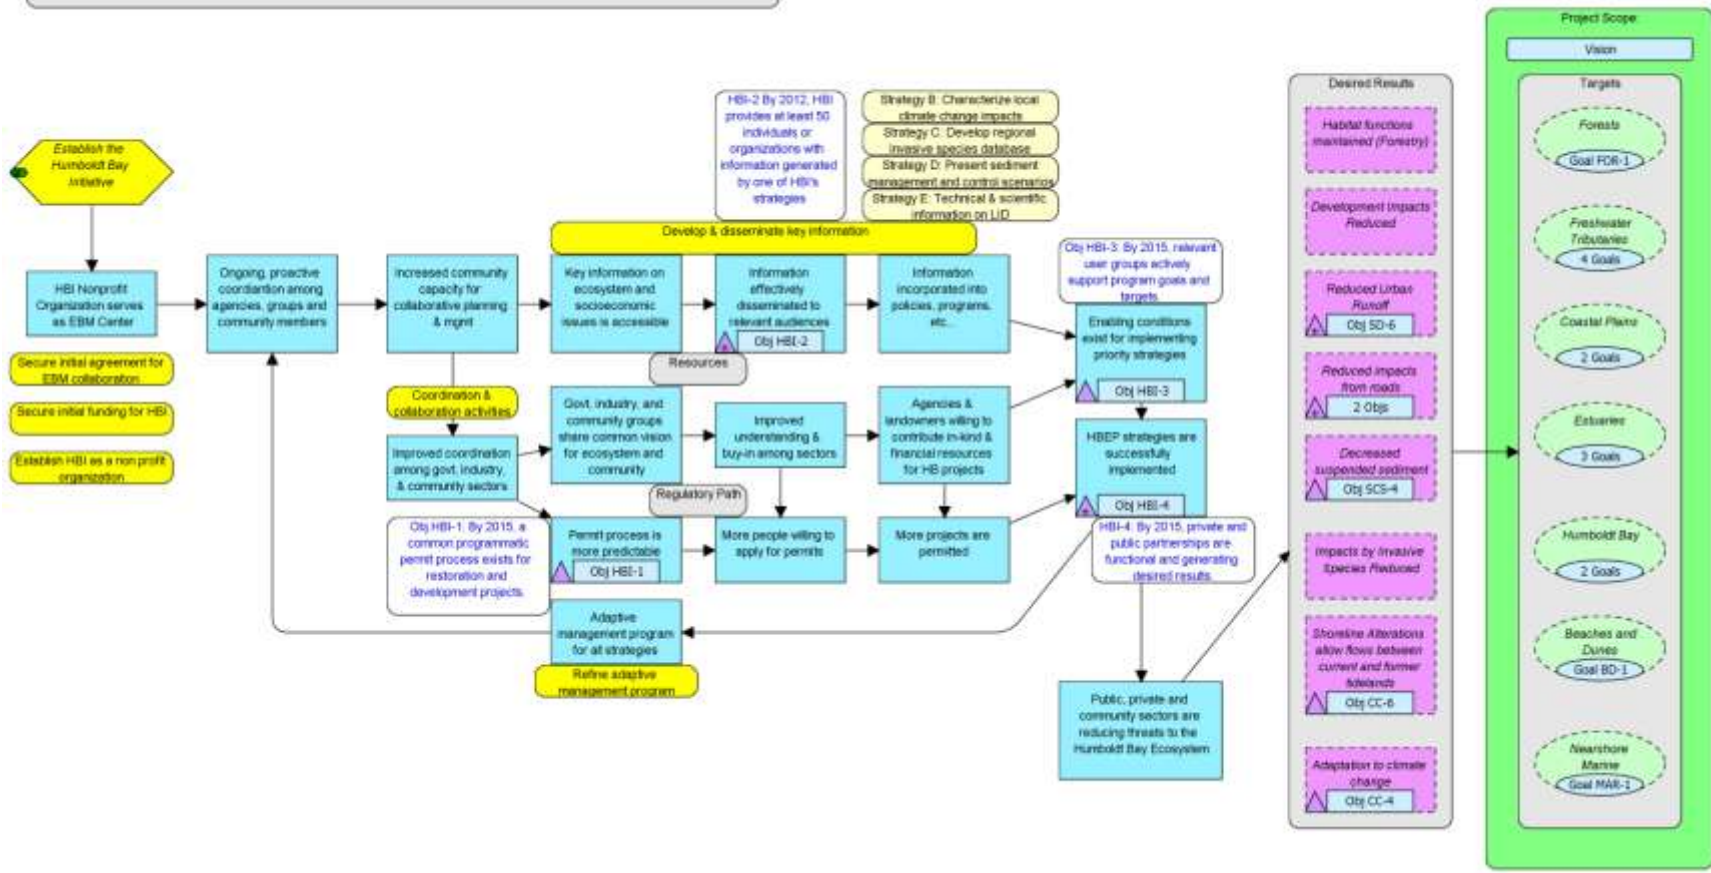 Project Scope:
Vision
Desired Results
Targets
HBI-2 By 2012, HBI
provides at least 50
individuals or
organizations with
information generated
by one of HBI's
strategies
Strategy B: Characterize local
climate change impacts
Strategy C: Develop regional
invasive species database
Strategy D: Present sediment
management and control scenarios
Strategy E: Technical & scientific
information on LID
Establish the
Humboldt Bay
Initiative
Develop & disseminate key information
HBI Nonprofit
Organization serves
as EBM Center
Ongoing, proactive
coordiantion among
agencies, groups and
community members
Increased community
capacity for
collaborative planning
& mgmt
Key information on
ecosystem and
socioeconomic
issues is accessible
Information
effectively
disseminated to
relevant audiences
Obj HBI-2
Information
incorporated into
policies, programs,
etc...
Obj HBI-3: By 2015, relevant
user groups actively
support program goals and
targets
Enabling conditions
exist for implementing
priority strategies
Obj HBI-3
Secure initial agreement for
EBM collaboration
Secure initial funding for HBI
Establish HBI as a non profit
organization
Resources
Coordination &
collaboration activities
Improved coordination
among govt, industry,
& community sectors
Govt, industry, and
community groups
share common vision
for ecosystem and
community
Improved
understanding &
buy-in among sectors
Agencies &
landowners willing to
contribute in-kind &
financial resources
for HB projects
HBEP strategies are
successfully
implemented
Obj HBI-4
Regulatory Path
Obj HBI-1: By 2015, a
common programmatic
permit process exists for
restoration and
development projects
Permit process is
more predictable
Obj HBI-1
More people willing to
apply for permits
More projects are
permitted
HBI-4: By 2015, private and
public partnerships are
functional and generating
desired results
Adaptive
management program
for all strategies
Refine adaptive
management program
Public, private and
community sectors are
reducing threats to the
Humboldt Bay Ecosystem
Habitat functions
maintained (Forestry)
Development Impacts
Reduced
Reduced Urban
Runoff
Obj SD-6
Reduced impacts
from roads
2 Objs
Decreased
suspended sediment
Obj SCS-4
Impacts by Invasive
Species Reduced
Shoreline Alterations
allow flows between
current and former
tidelands
Obj CC-6
Adaptation to climate
change
Obj CC-4
Forests
Goal FOR-1
Freshwater
Tributaries
4 Goals
Coastal Plains
2 Goals
Estuaries
3 Goals
Humboldt Bay
2 Goals
Beaches and
Dunes
Goal BD-1
Nearshore
Marine
Goal MAR-1